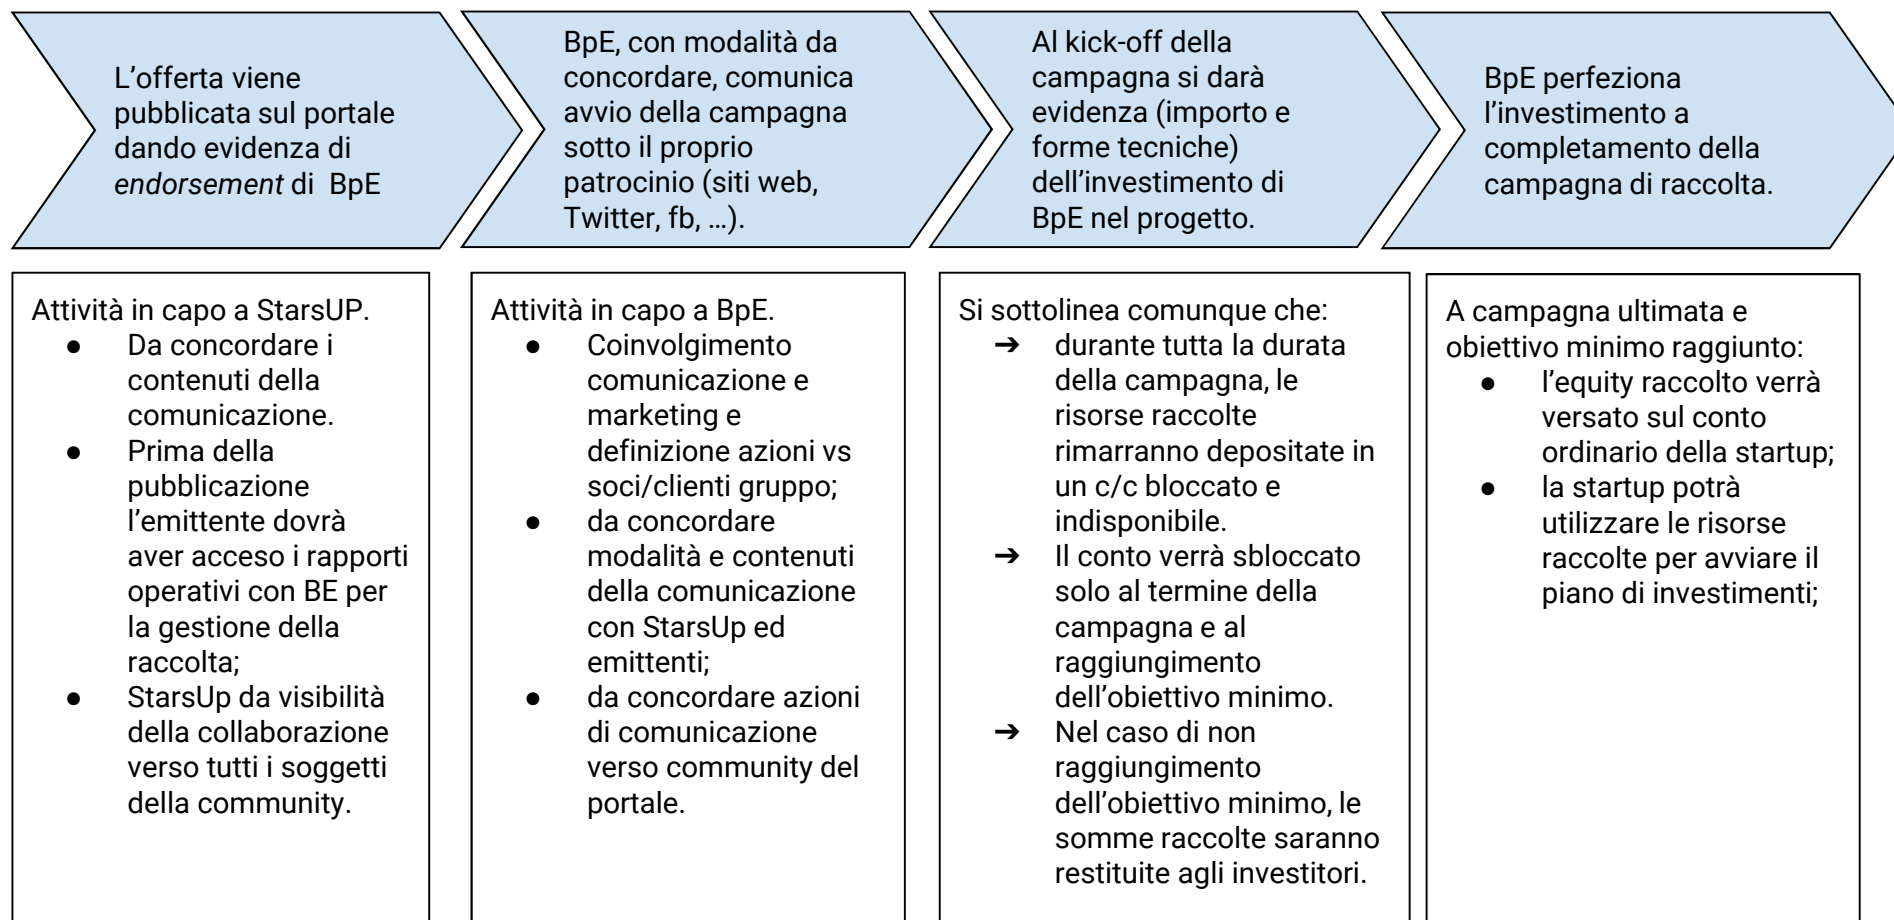 L’offerta viene
pubblicata sul portale
dando evidenza di
endorsement di BpE
BpE, con modalità da
concordare, comunica
avvio della campagna
sotto il proprio
patrocinio (siti web,
Twitter, fb, ...).
Al kick-off della
campagna si darà
evidenza (importo e
forme tecniche)
dell’investimento di
BpE nel progetto.
BpE perfeziona
l’investimento a
completamento della
campagna di raccolta.
Attività in capo a StarsUP.
● Da concordare i
contenuti della
comunicazione.
● Prima della
pubblicazione
l’emittente dovrà
aver acceso i rapporti
operativi con BE per
la gestione della
raccolta;
● StarsUp da visibilità
della collaborazione
verso tutti i soggetti
della community.
Attività in capo a BpE.
● Coinvolgimento
comunicazione e
marketing e
definizione azioni vs
soci/clienti gruppo;
● da concordare
modalità e contenuti
della comunicazione
con StarsUp ed
emittenti;
● da concordare azioni
di comunicazione
verso community del
portale.
Si sottolinea comunque che:
➔ durante tutta la durata
della campagna, le
risorse raccolte
rimarranno depositate in
un c/c bloccato e
indisponibile.
➔ Il conto verrà sbloccato
solo al termine della
campagna e al
raggiungimento
dell’obiettivo minimo.
➔ Nel caso di non
raggiungimento
dell’obiettivo minimo, le
somme raccolte saranno
restituite agli investitori.
A campagna ultimata e
obiettivo minimo raggiunto:
● l’equity raccolto verrà
versato sul conto
ordinario della startup;
● la startup potrà
utilizzare le risorse
raccolte per avviare il
piano di investimenti;